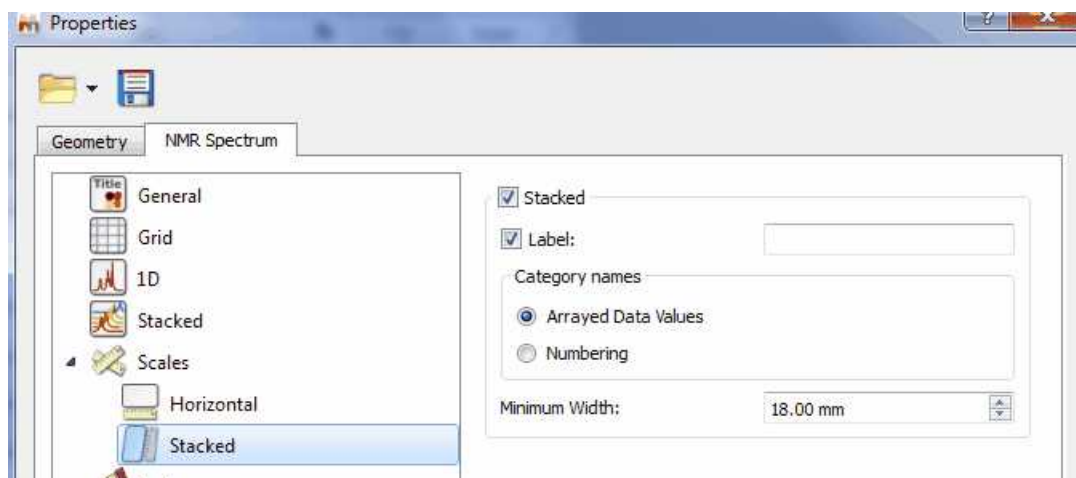 Properties
?
Geometry
NMR Spectrum
Title
General
Grid
1D
Stacked
Scales
Horizontal
Stacked
Stacked
Label:
Category names
Arrayed Data Values
Numbering
Minimum Width:
18.00 mm